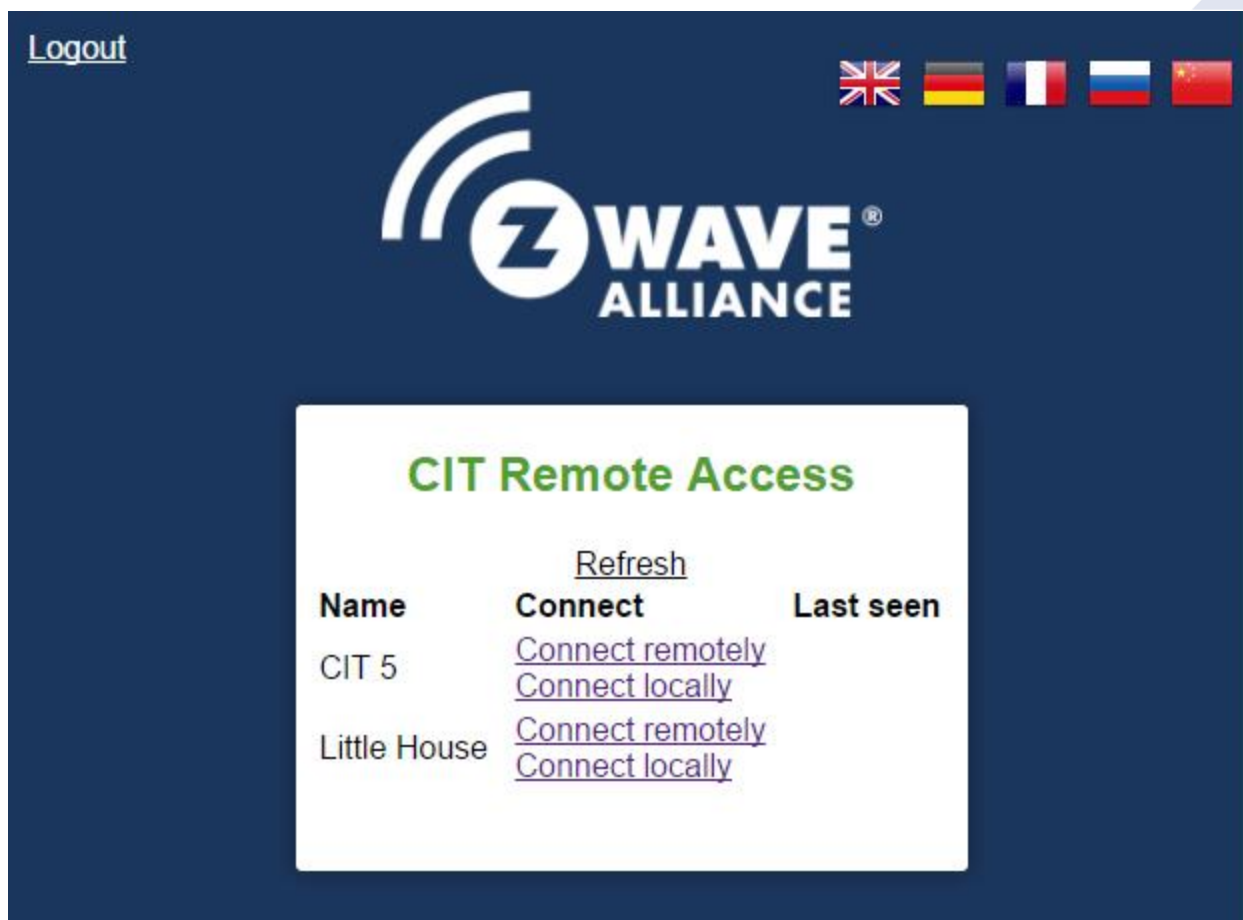 Logout
Z WAVE®
ALLIANCE
CIT Remote Access
Refresh
Name Connect Last seen
CIT 5 Connect remotely
Connect locally
Little House Connect remotely
Connect locally